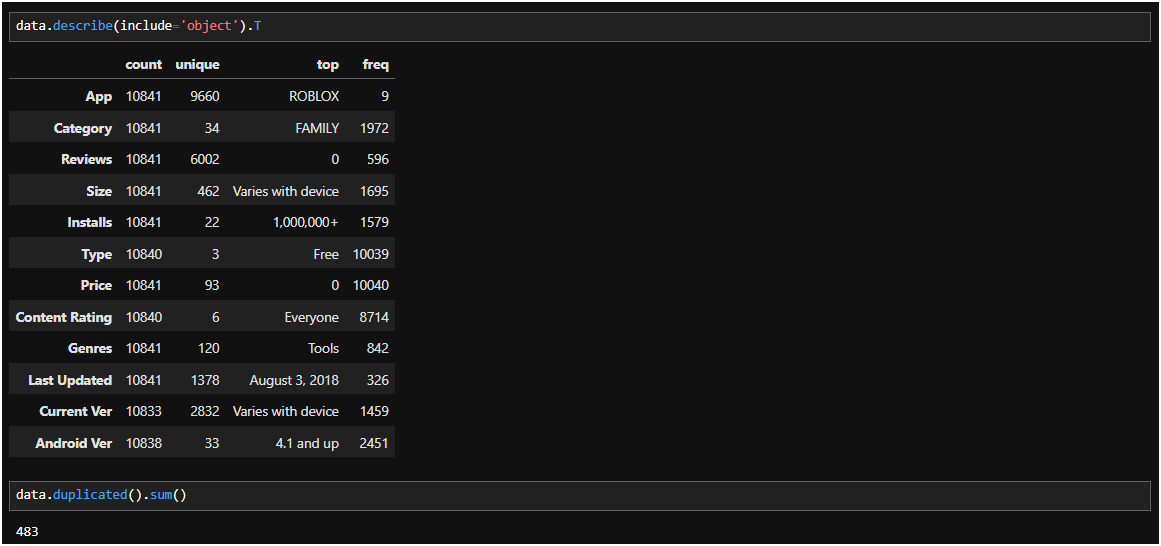 data.describe(include='object').T
count unique top freq
App 10841 9660 ROBLOX 9
Category 10841 34 FAMILY 1972
Reviews 10841 6002 0 596
Size 10841 462 Varies with device 1695
Installs 10841 22 1,000,000+ 1579
Type 10840 3 Free 10039
Price 10841 93 0 10040
Content Rating 10840 6 Everyone 8714
Genres 10841 120 Tools 842
Last Updated 10841 1378 August 3, 2018 326
Current Ver 10833 2832 Varies with device 1459
Android Ver 10838 33 4.1 and up 2451
data.duplicated().sum()
483